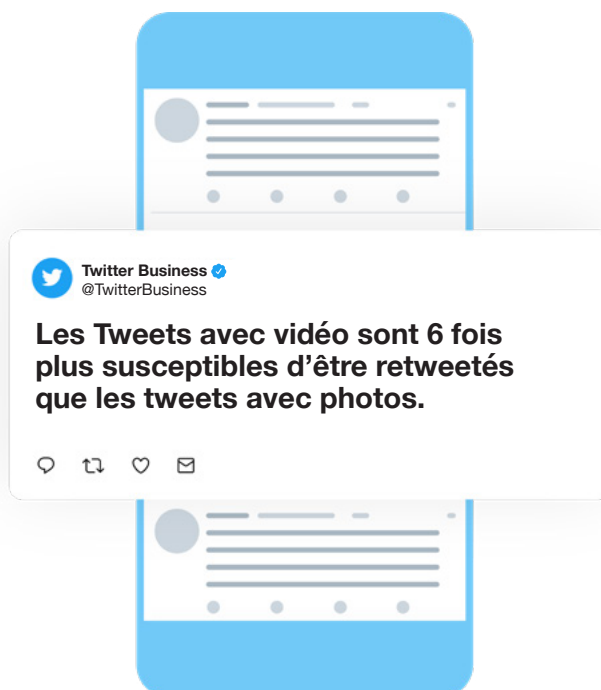 Twitter Business
@TwitterBusiness
Les Tweets avec vidéo sont 6 fois
plus susceptibles d’être retweetés
que les tweets avec photos.